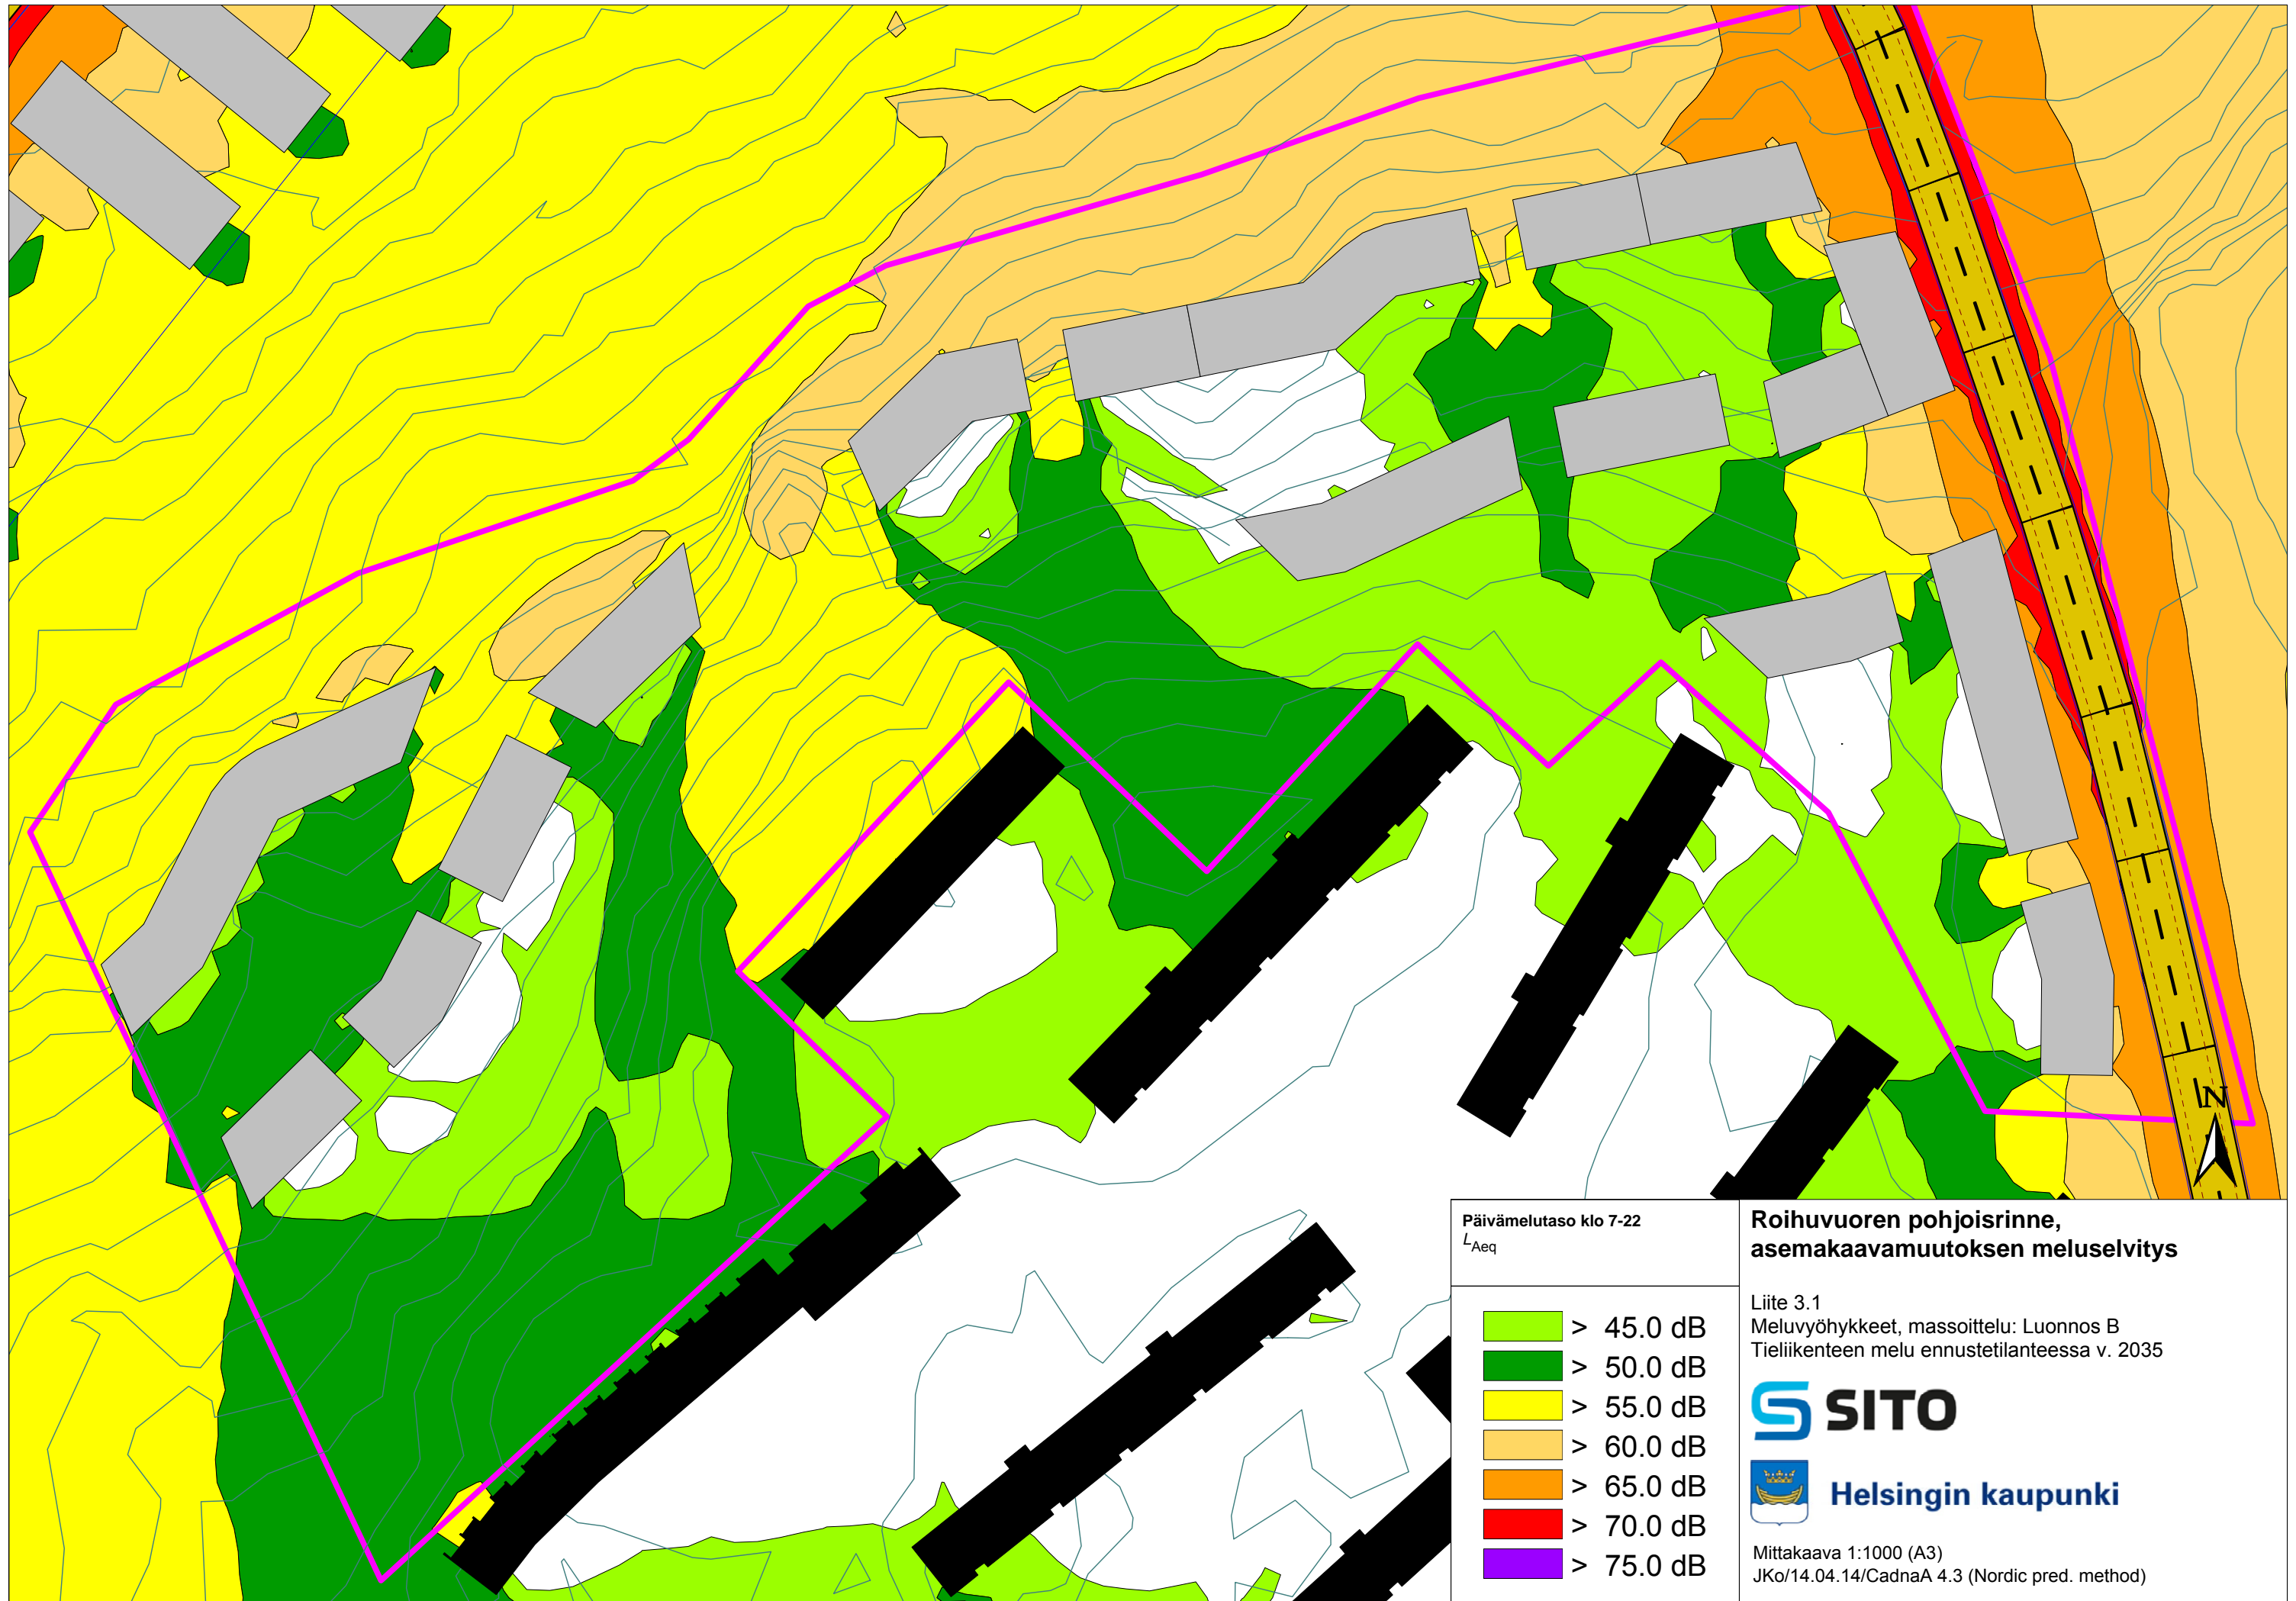 N
Päivämelutaso klo 7-22
LAeq
> 45.0 dB
> 50.0 dB
> 55.0 dB
> 60.0 dB
> 65.0 dB
> 70.0 dB
> 75.0 dB
Roihuvuoren pohjoisrinne,
asemakaavamuutoksen meluselvitys
Liite 3.1
Meluvyöhykkeet, massoittelu: Luonnos B
Tieliikenteen melu ennustetilanteessa v. 2035
SITO
Helsingin kaupunki
Mittakaava 1:1000 (A3)
JKo/14.04.14/CadnaA 4.3 (Nordic pred. method)